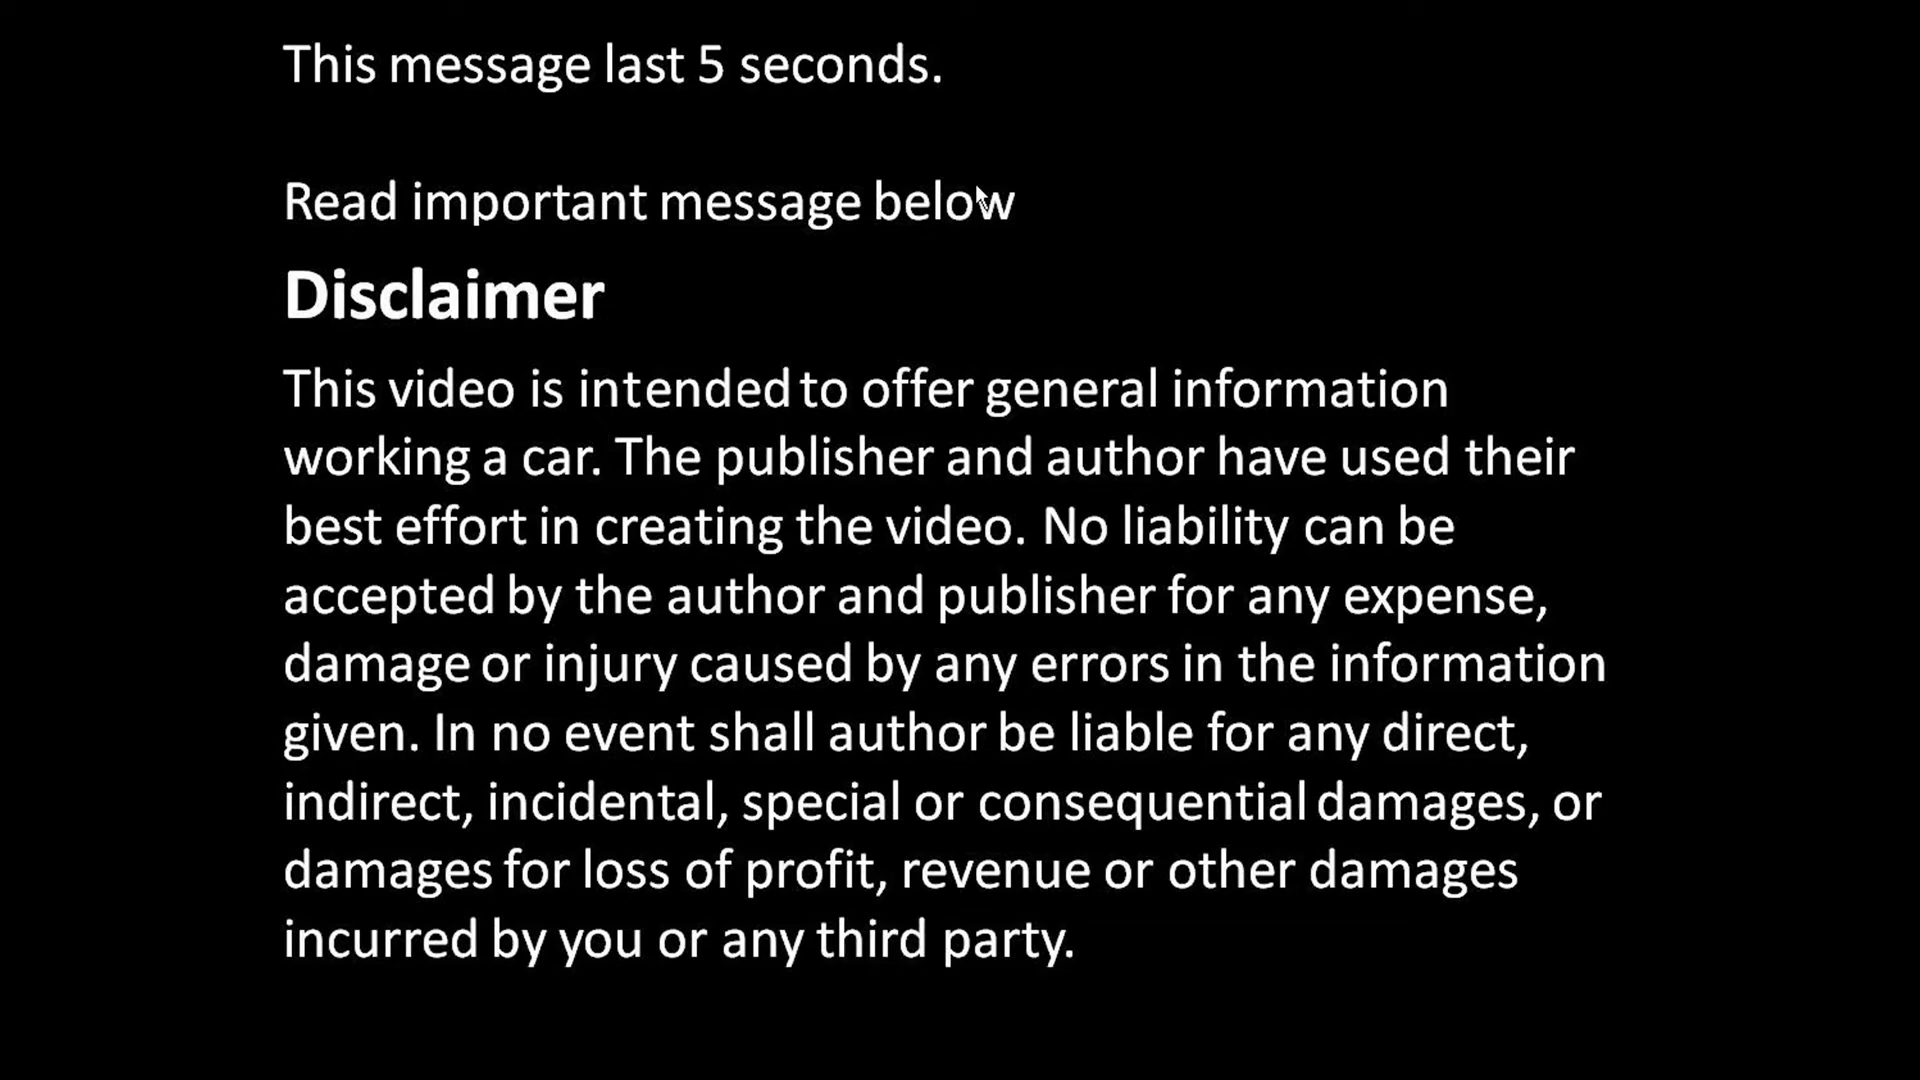 This message last 5 seconds.
Read important message below
Disclaimer
This video is intended to offer general information
working a car. The publisher and author have used their
best effort in creating the video. No liability can be
accepted by the author and publisher for any expense,
damage or injury caused by any errors in the information
given. In no event shall author be liable for any direct,
indirect, incidental, special or consequential damages, or
damages for loss of profit, revenue or other damages
incurred by you or any third party.